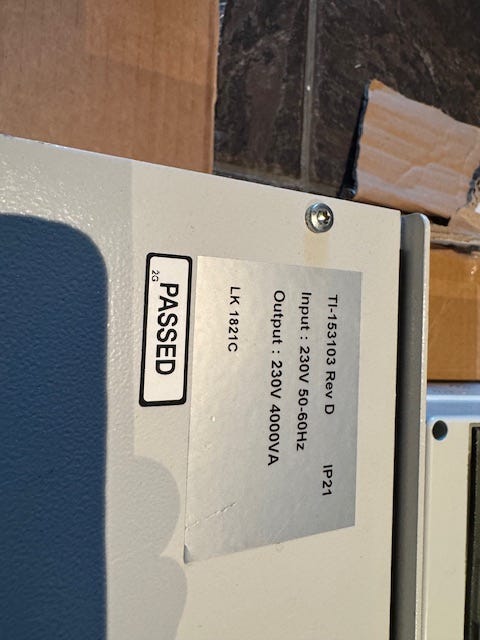 TI-153103 Rev D IP21
Input : 230V 50-60Hz
Output : 230V 4000VA
LK 1821C
PASSED
2G